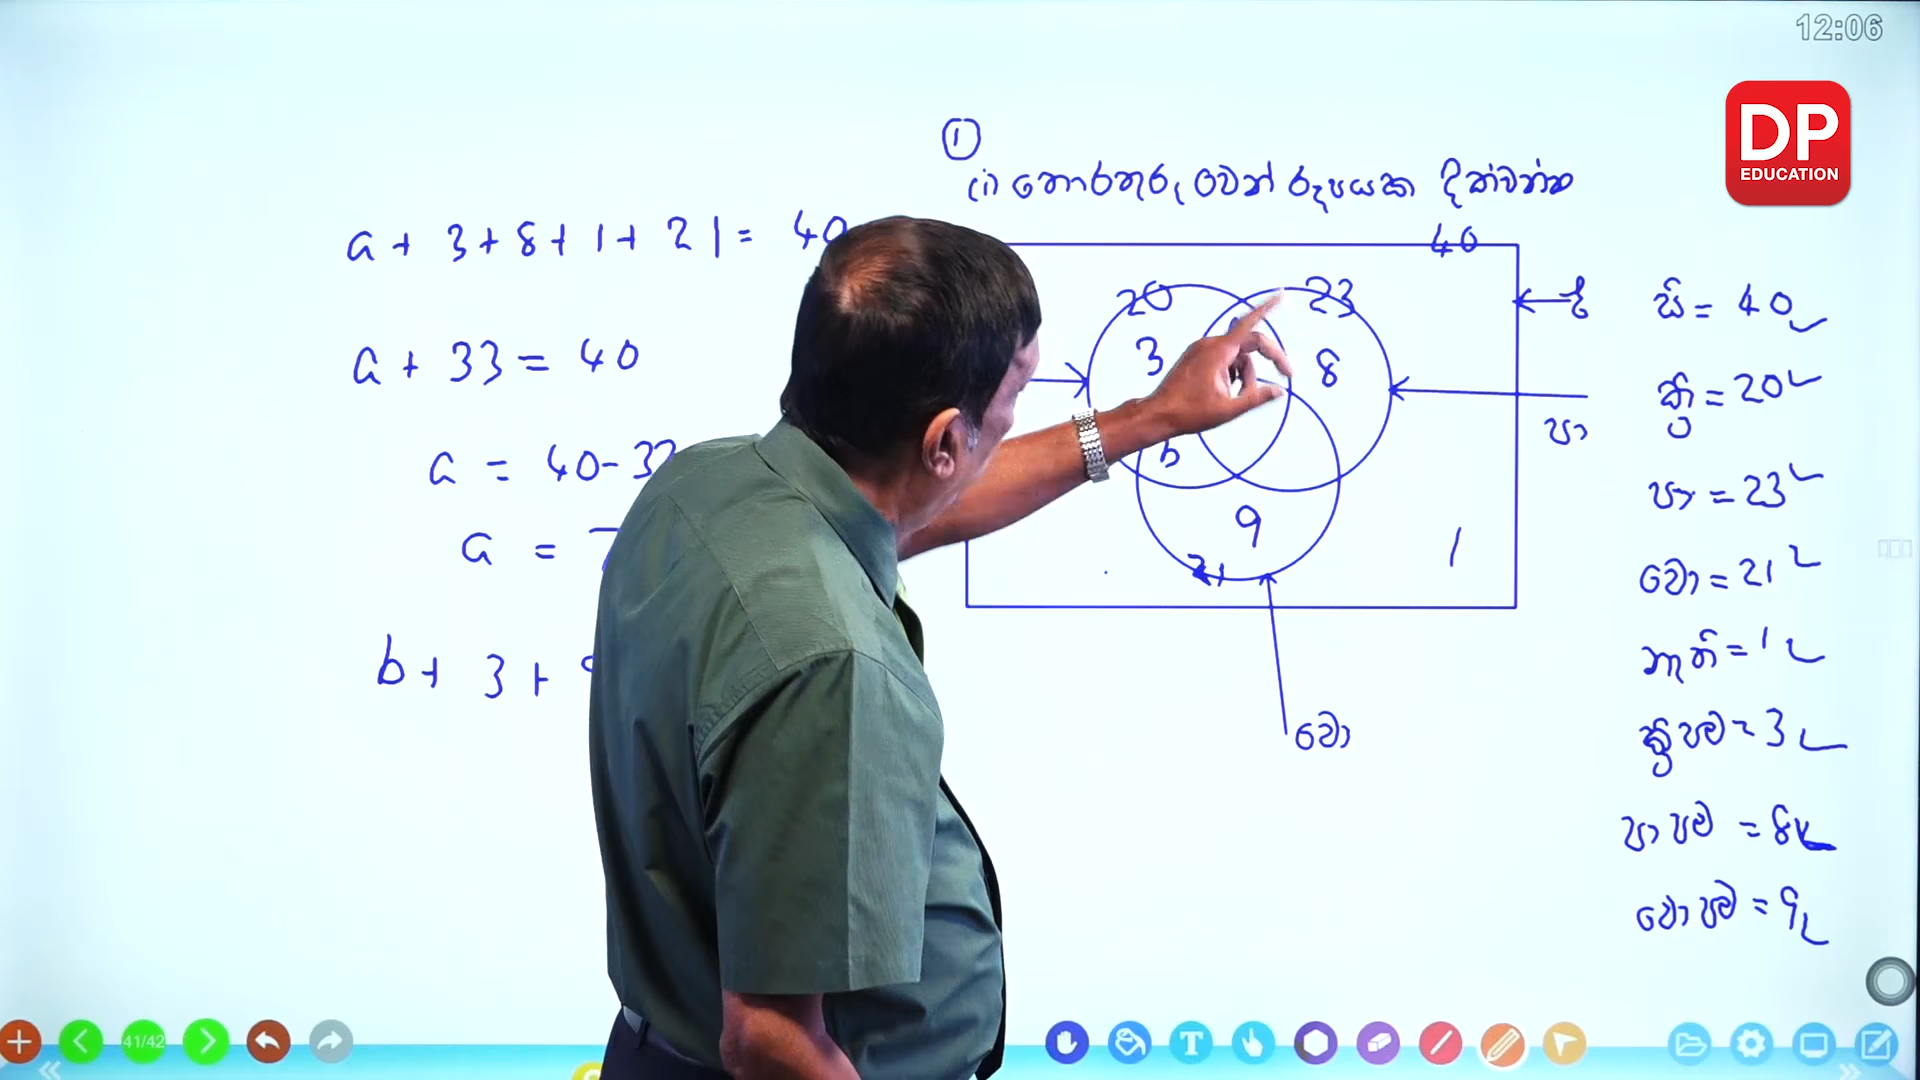 12:06
DP
EDUCATION
①
(i) තොරතුරු වෙන් රූපයක දක්වන්න
a + 3 + 8 + 1 + 21 = 40
a + 33 = 40
a = 40 - 33
a = 7
b + 3 +
40
20
23
3
8
b
9
21
1
පා
වො
ස = 40
ක්‍රි = 20
පා = 23
වො = 21
නැති = 1
ක්‍රි පම = 3
පා පම = 8
වො පම = 9
41/42
T